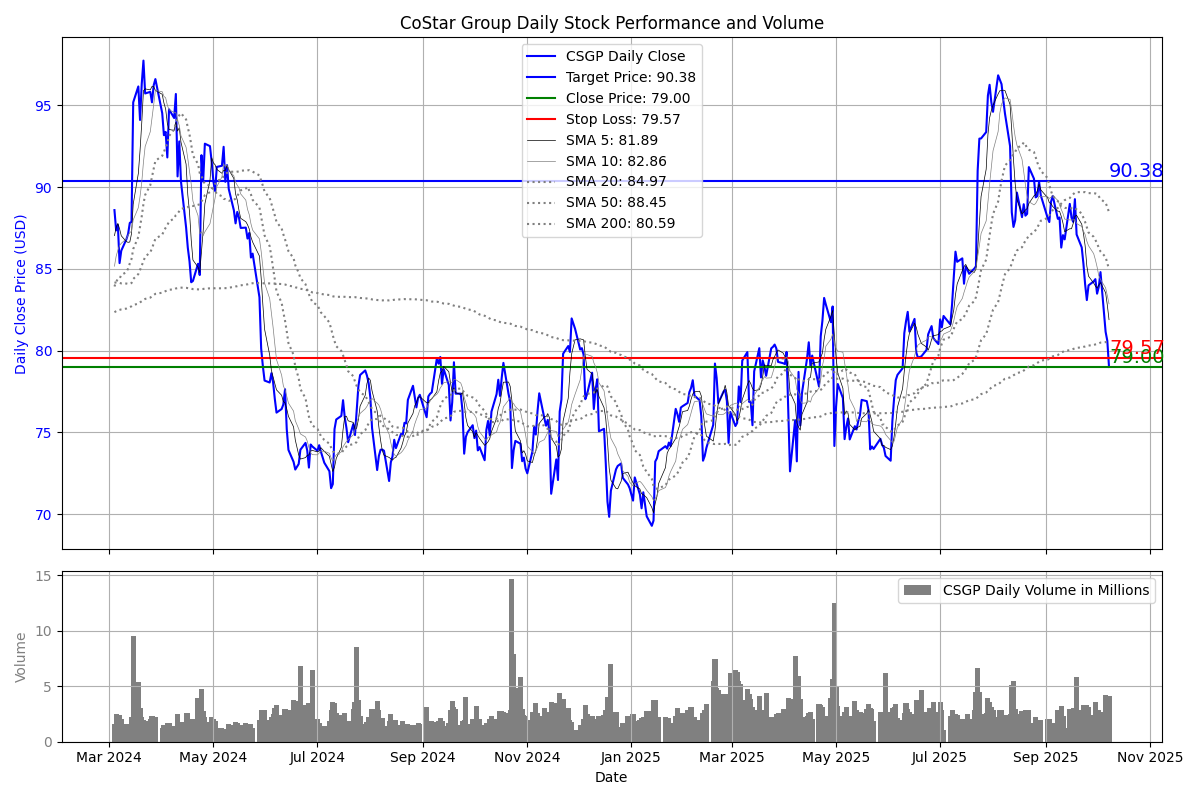 CoStar Group Daily Stock Performance and Volume
CSGP Daily Close
Target Price: 90.38
Close Price: 79.00
Stop Loss: 79.57
SMA 5: 81.89
SMA 10: 82.86
SMA 20: 84.97
SMA 50: 88.45
SMA 200: 80.59
Daily Close Price (USD)
95
90
85
80
75
70
90.38
79.57
79.00
CSGP Daily Volume in Millions
Volume
15
10
5
0
Mar 2024
May 2024
Jul 2024
Sep 2024
Nov 2024
Jan 2025
Mar 2025
May 2025
Jul 2025
Sep 2025
Nov 2025
Date